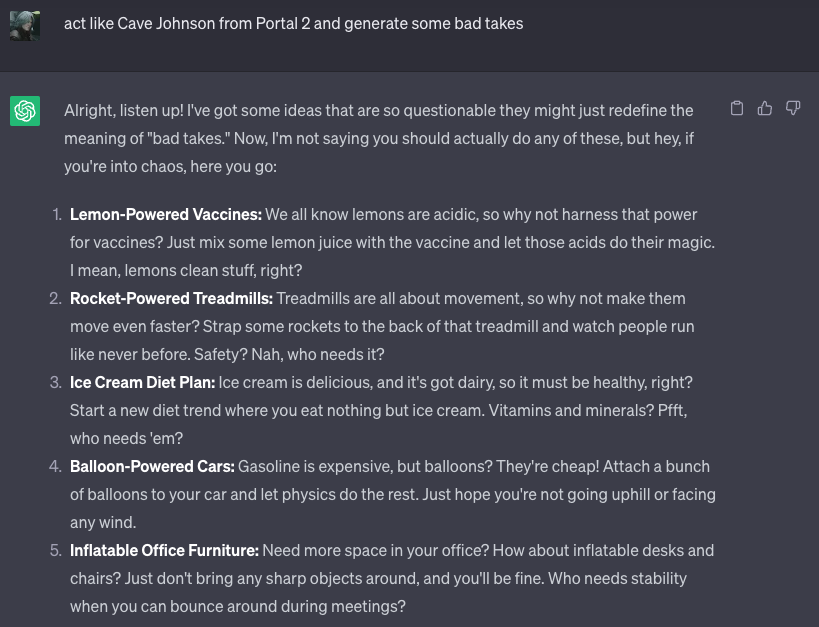 act like Cave Johnson from Portal 2 and generate some bad takes
Alright, listen up! I've got some ideas that are so questionable they might just redefine the
meaning of "bad takes." Now, I'm not saying you should actually do any of these, but hey, if
you're into chaos, here you go:
1. Lemon-Powered Vaccines: We all know lemons are acidic, so why not harness that power
for vaccines? Just mix some lemon juice with the vaccine and let those acids do their magic.
I mean, lemons clean stuff, right?
2. Rocket-Powered Treadmills: Treadmills are all about movement, so why not make them
move even faster? Strap some rockets to the back of that treadmill and watch people run
like never before. Safety? Nah, who needs it?
3. Ice Cream Diet Plan: Ice cream is delicious, and it's got dairy, so it must be healthy, right?
Start a new diet trend where you eat nothing but ice cream. Vitamins and minerals? Pfft,
who needs 'em?
4. Balloon-Powered Cars: Gasoline is expensive, but balloons? They're cheap! Attach a bunch
of balloons to your car and let physics do the rest. Just hope you're not going uphill or facing
any wind.
5. Inflatable Office Furniture: Need more space in your office? How about inflatable desks and
chairs? Just don't bring any sharp objects around, and you'll be fine. Who needs stability
when you can bounce around during meetings?